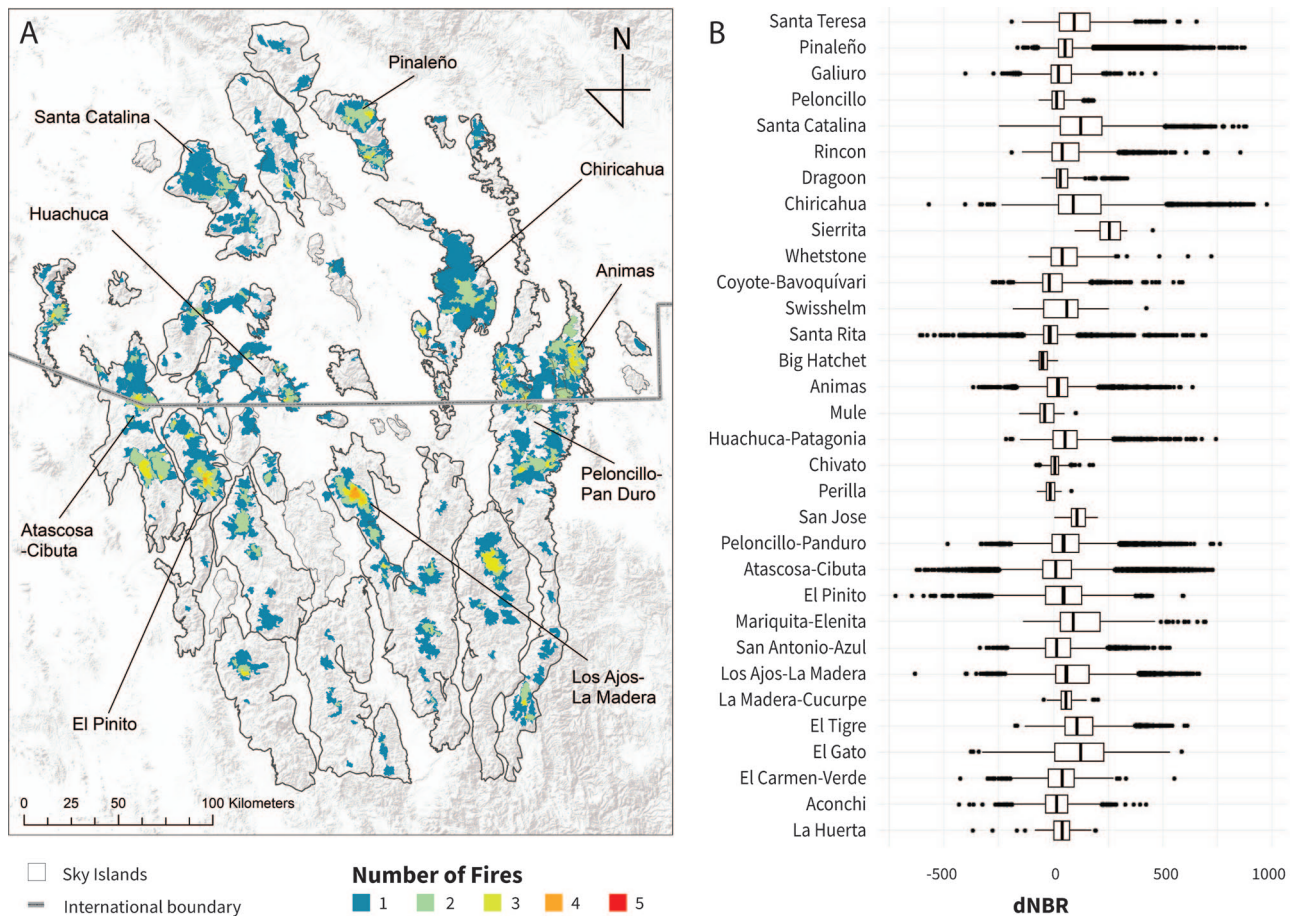 A
N
Pinaleño
Santa Catalina
Chiricahua
Huachuca
Animas
Peloncillo-
Pan Duro
Atascosa
-Cibuta
Los Ajos-
La Madera
El Pinito
0 25 50 100 Kilometers
Sky Islands
International boundary
Number of Fires
1 2 3 4 5
B
Santa Teresa
Pinaleño
Galiuro
Peloncillo
Santa Catalina
Rincon
Dragoon
Chiricahua
Sierrita
Whetstone
Coyote-Bavoquívari
Swisshelm
Santa Rita
Big Hatchet
Animas
Mule
Huachuca-Patagonia
Chivato
Perilla
San Jose
Peloncillo-Panduro
Atascosa-Cibuta
El Pinito
Mariquita-Elenita
San Antonio-Azul
Los Ajos-La Madera
La Madera-Cucurpe
El Tigre
El Gato
El Carmen-Verde
Aconchi
La Huerta
-500 0 500 1000
dNBR